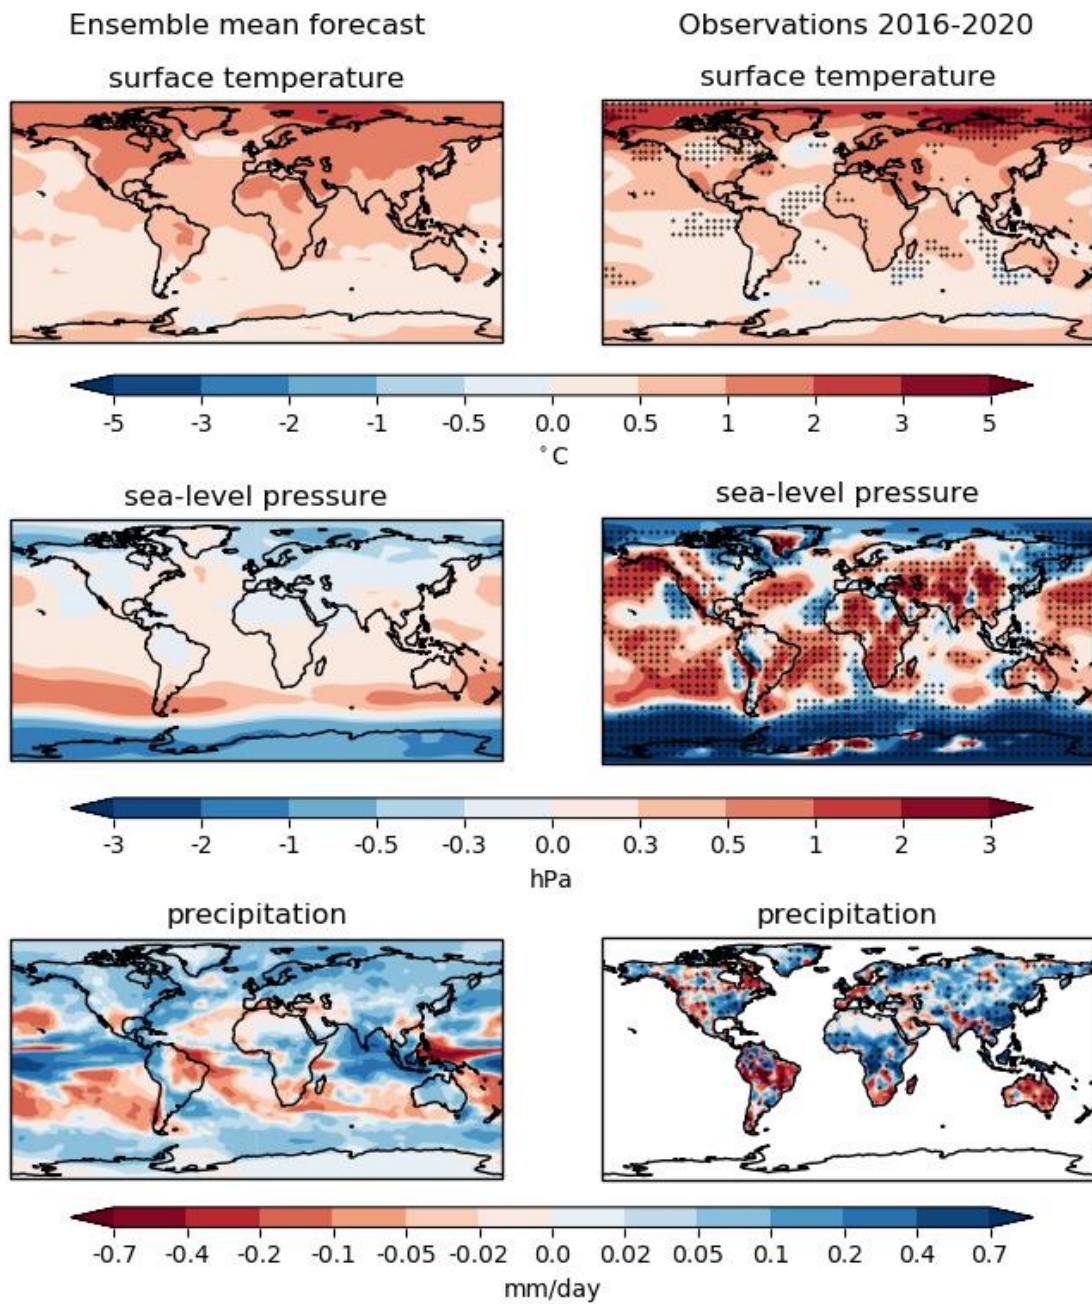 Ensemble mean forecast
Observations 2016-2020
surface temperature
surface temperature
-5 -3 -2 -1 -0.5 0.0 0.5 1 2 3 5
°C
sea-level pressure
sea-level pressure
-3 -2 -1 -0.5 -0.3 0.0 0.3 0.5 1 2 3
hPa
precipitation
precipitation
-0.7 -0.4 -0.2 -0.1 -0.05 -0.02 0.0 0.02 0.05 0.1 0.2 0.4 0.7
mm/day